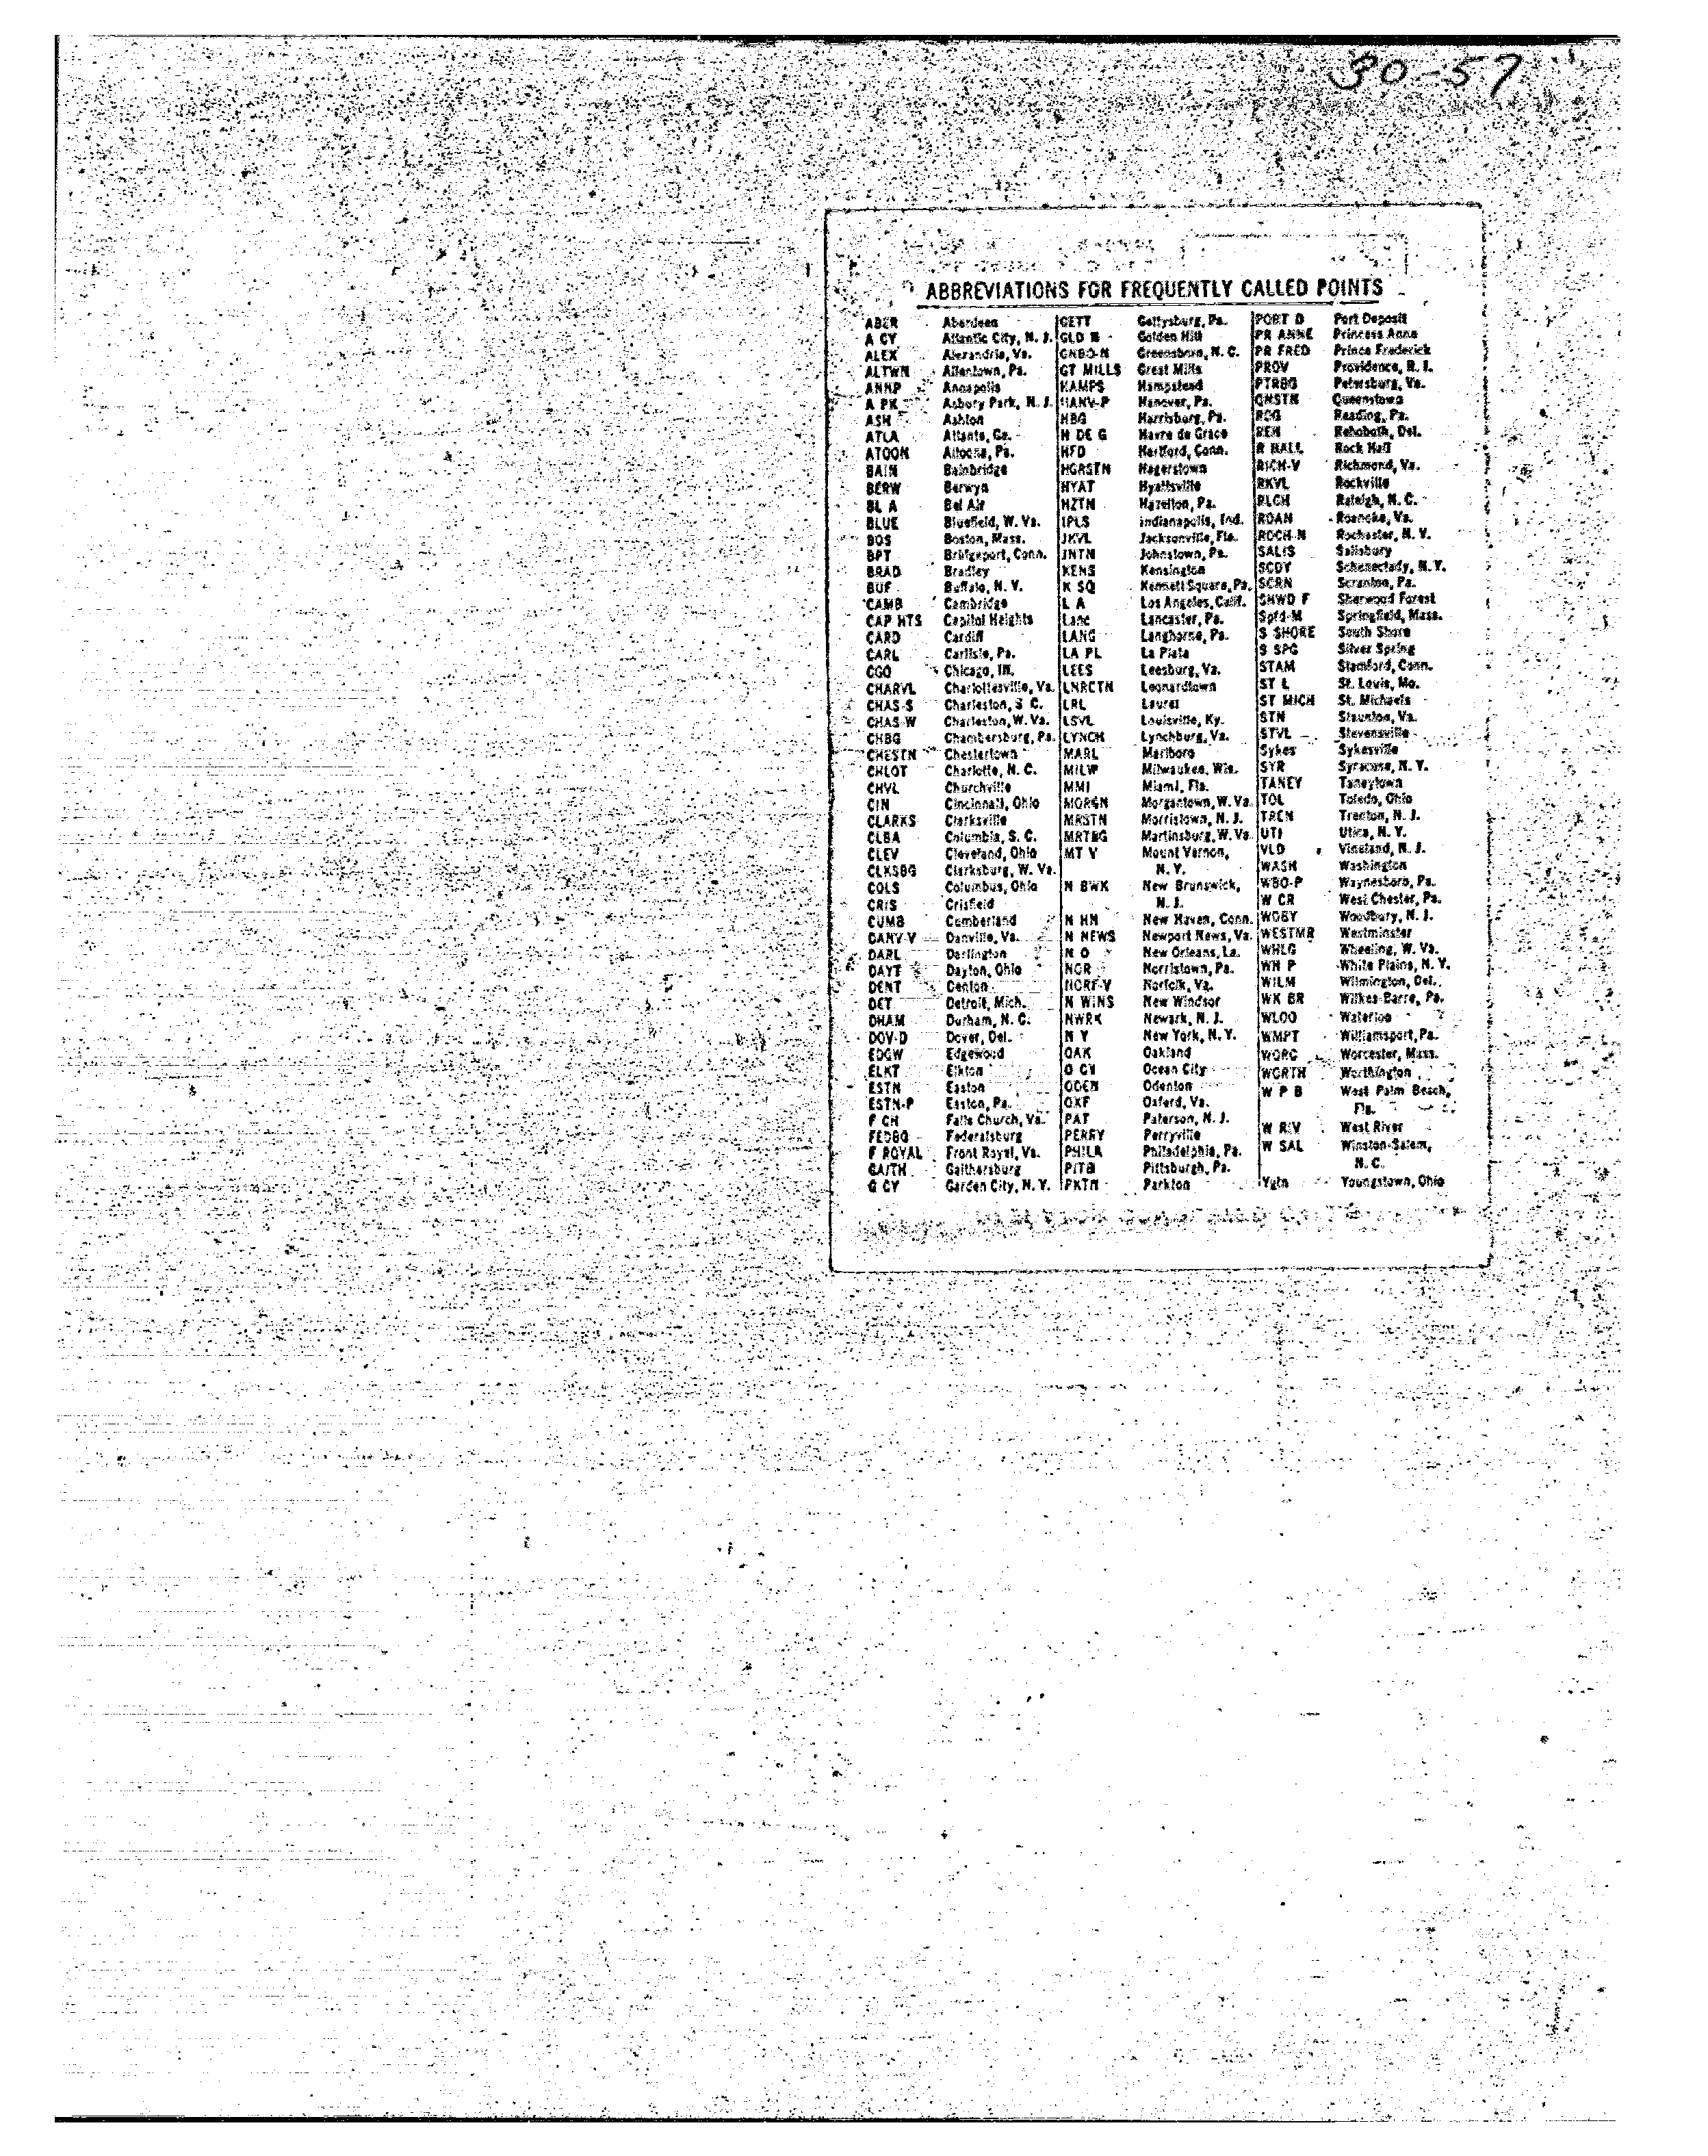 30-57
ABBREVIATIONS FOR FREQUENTLY CALLED POINTS
ABER Aberdeen
A CY Atlantic City, N. J.
ALEX Alexandria, Va.
ALTWN Allentown, Pa.
ANNP Annapolis
A PK Asbury Park, N. J.
ASH Ashton
ATLA Atlanta, Ga.
ATOON Altoona, Pa.
BAIN Bainbridge
BERW Berwyn
BL A Bel Air
BLUE Bluefield, W. Va.
BOS Boston, Mass.
BPT Bridgeport, Conn.
BRAD Bradley
BUF Buffalo, N. Y.
CAMB Cambridge
CAP HTS Capitol Heights
CARD Cardiff
CARL Carlisle, Pa.
CGO Chicago, Ill.
CHARVL Charlottesville, Va.
CHAS-S Charleston, S. C.
CHAS-W Charleston, W. Va.
CHBG Chambersburg, Pa.
CHESTN Chestertown
CHLOT Charlotte, N. C.
CHVL Churchville
CIN Cincinnati, Ohio
CLARKS Clarksville
CLBA Columbia, S. C.
CLEV Cleveland, Ohio
CLKSBG Clarksburg, W. Va.
COLS Columbus, Ohio
CRIS Crisfield
CUMB Cumberland
DANV-V Danville, Va.
DARL Darlington
DAYT Dayton, Ohio
DENT Denton
DET Detroit, Mich.
DHAM Durham, N. C.
DOV-D Dover, Del.
EDGW Edgewood
ELKT Elkton
ESTN Easton
ESTN-P Easton, Pa.
F CH Falls Church, Va.
FEDBG Federalsburg
F ROYAL Front Royal, Va.
GAITH Gaithersburg
G CY Garden City, N. Y.
GETT Gettysburg, Pa.
GLD H Golden Hill
GNBO-N Greensboro, N. C.
GT MILLS Great Mills
HAMPS Hampstead
HANV-P Hanover, Pa.
HBG Harrisburg, Pa.
H DE G Havre de Grace
HFD Hartford, Conn.
HGRSTN Hagerstown
HYAT Hyattsville
HZTN Hazelton, Pa.
IPLS Indianapolis, Ind.
JKVL Jacksonville, Fla.
JNTN Johnstown, Pa.
KENS Kensington
K SQ Kennett Square, Pa.
L A Los Angeles, Calif.
Lanc Lancaster, Pa.
LANG Langhorne, Pa.
LA PL La Plata
LEES Leesburg, Va.
LNRETN Leonardtown
LRL Laurel
LSVL Louisville, Ky.
LYNCH Lynchburg, Va.
MARL Marlboro
MILW Milwaukee, Wis.
MMI Miami, Fla.
MORGN Morgantown, W. Va.
MRSTN Morristown, N. J.
MRTBG Martinsburg, W. Va.
MT V Mount Vernon,
N. Y.
N BWK New Brunswick,
N. J.
N HN New Haven, Conn.
N NEWS Newport News, Va.
N O New Orleans, La.
NOR Norristown, Pa.
NORF-V Norfolk, Va.
N WINS New Windsor
NWRK Newark, N. J.
N Y New York, N. Y.
OAK Oakland
O CY Ocean City
ODEN Odenton
OXF Oxford, Va.
PAT Paterson, N. J.
PERRY Perryville
PHILA Philadelphia, Pa.
PITB Pittsburgh, Pa.
PKTN Parkton
PORT D Port Deposit
PR ANNE Princess Anne
PR FRED Prince Frederick
PROV Providence, R. I.
PTRBG Petersburg, Va.
QNSTN Queenstown
RDG Reading, Pa.
REH Rehoboth, Del.
R HALL Rock Hall
RICH-V Richmond, Va.
RKVL Rockville
RLGH Raleigh, N. C.
ROAN Roanoke, Va.
ROCH-N Rochester, N. Y.
SALIS Salisbury
SCDY Schenectady, N. Y.
SCRN Scranton, Pa.
SHWD F Sherwood Forest
Spfd-M Springfield, Mass.
S SHORE South Shore
S SPG Silver Spring
STAM Stamford, Conn.
ST L St. Louis, Mo.
ST MICH St. Michaels
STN Staunton, Va.
STVL Stevensville
Sykes Sykesville
SYR Syracuse, N. Y.
TANEY Taneytown
TOL Toledo, Ohio
TREN Trenton, N. J.
UTI Utica, N. Y.
VLD Vineland, N. J.
WASH Washington
WBO-P Waynesboro, Pa.
W CR West Chester, Pa.
WDBY Woodbury, N. J.
WESTMR Westminster
WHLG Wheeling, W. Va.
WH P White Plains, N. Y.
WILM Wilmington, Del.
WK BR Wilkes-Barre, Pa.
WLOO Waterloo
WMPT Williamsport, Pa.
WORC Worcester, Mass.
WORTH Worthington
W P B West Palm Beach,
Fla.
W RIV West River
W SAL Winston-Salem,
N. C.
Ygtn Youngstown, Ohio